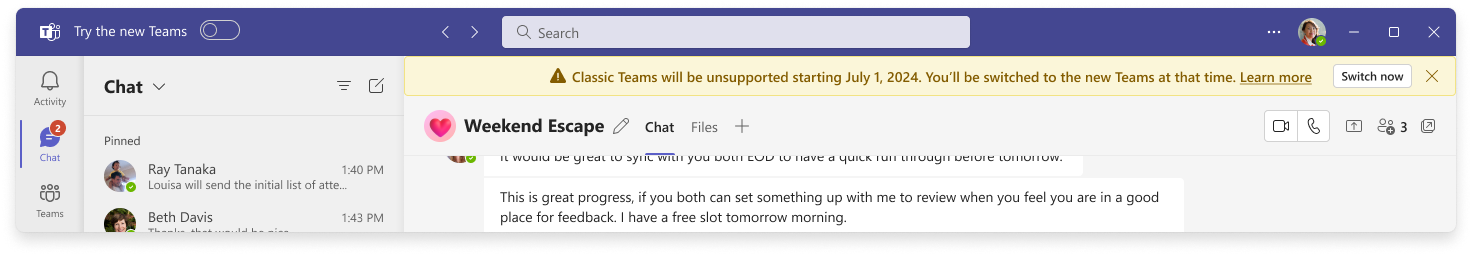 Try the new Teams
Search
Classic Teams will be unsupported starting July 1, 2024. You’ll be switched to the new Teams at that time. Learn more
Switch now
Activity
2
Chat
Teams
Chat
Pinned
Ray Tanaka 1:40 PM
Louisa will send the initial list of atte...
Beth Davis 1:43 PM
Thanks, that would be nice
Weekend Escape
Chat Files
3
It would be great to sync with you both EOD to have a quick run through before tomorrow.
This is great progress, if you both can set something up with me to review when you feel you are in a good
place for feedback. I have a free slot tomorrow morning.